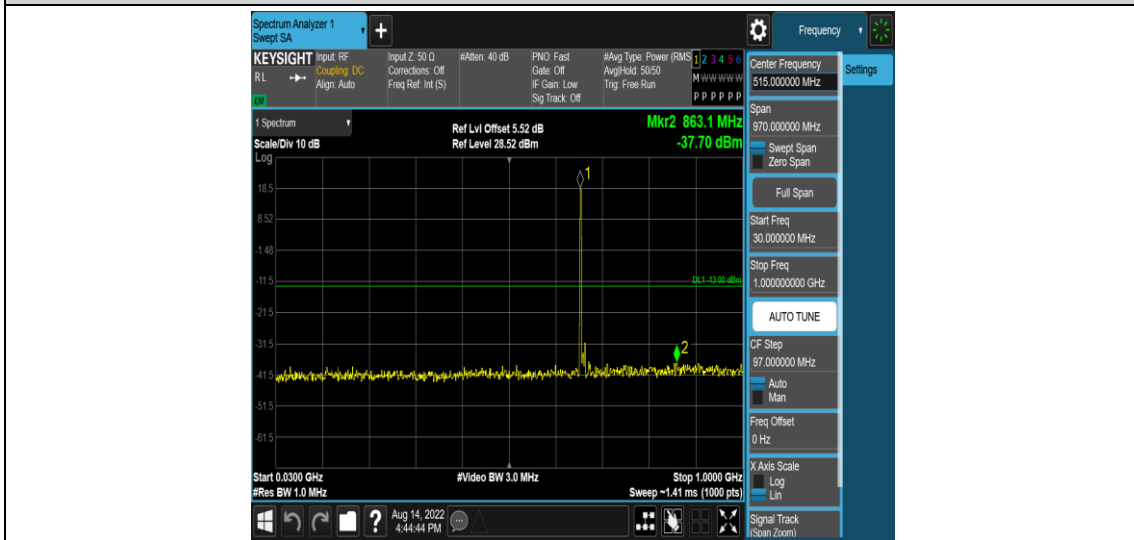 Spectrum Analyzer 1
Swept SA
+
Frequency
KEYSIGHT
RL
LXI
Input: RF
Coupling: DC
Align: Auto
Input Z: 50 Ω
Corrections: Off
Freq Ref: Int (S)
#Atten: 40 dB
PNO: Fast
Gate: Off
IF Gain: Low
Sig Track: Off
#Avg Type: Power (RMS
Avg|Hold: 50/50
Trig: Free Run
1 2 3 4 5 6
M W W W W W
P P P P P P
1 Spectrum
Scale/Div 10 dB
Ref Lvl Offset 5.52 dB
Ref Level 28.52 dBm
Mkr2 863.1 MHz
-37.70 dBm
Log
18.5
8.52
-1.48
-11.5
-21.5
-31.5
-41.5
-51.5
-61.5
1
DL1 -13.00 dBm
2
Start 0.0300 GHz
#Res BW 1.0 MHz
#Video BW 3.0 MHz
Stop 1.0000 GHz
Sweep ~1.41 ms (1000 pts)
Center Frequency
515.000000 MHz
Settings
Span
970.000000 MHz
Swept Span
Zero Span
Full Span
Start Freq
30.000000 MHz
Stop Freq
1.000000000 GHz
AUTO TUNE
CF Step
97.000000 MHz
Auto
Man
Freq Offset
0 Hz
X Axis Scale
Log
Lin
Signal Track
(Span Zoom)
?
Aug 14, 2022
4:44:44 PM